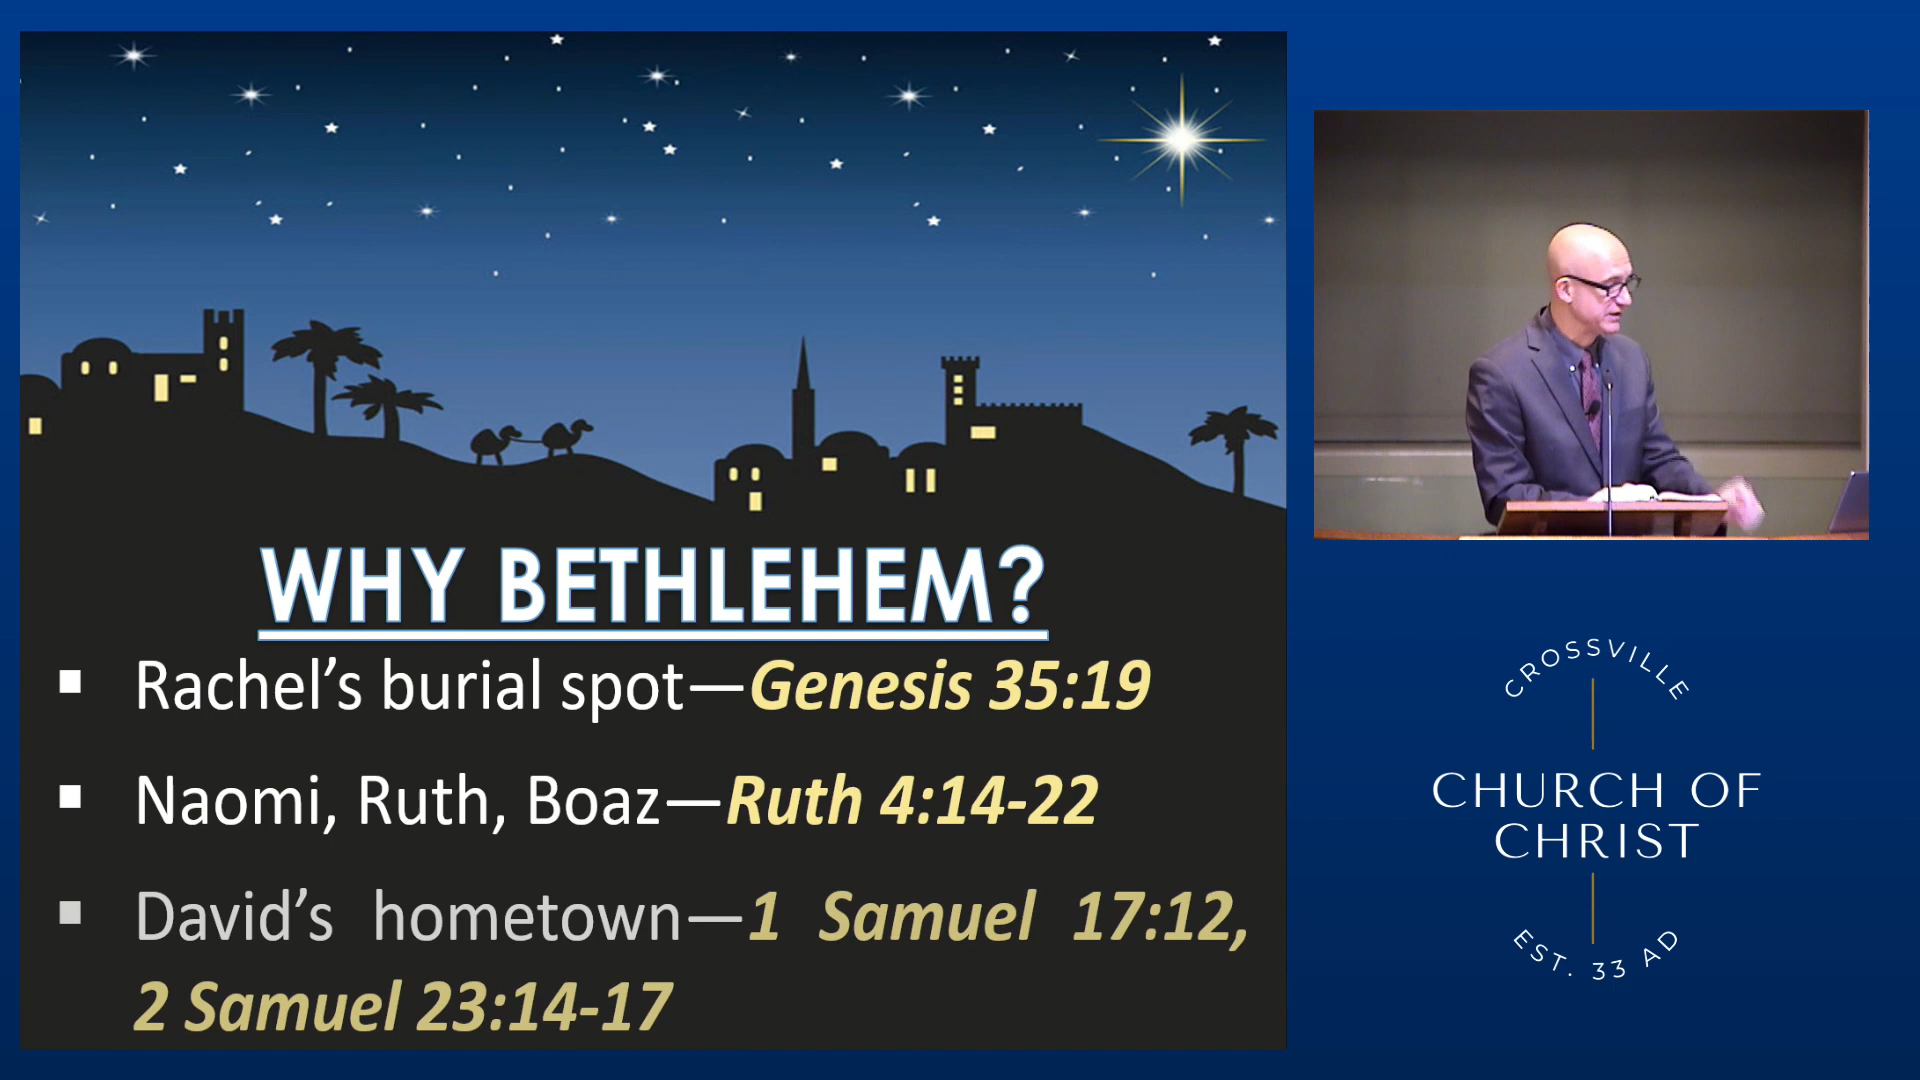 WHY BETHLEHEM?
▪ Rachel’s burial spot—Genesis 35:19
▪ Naomi, Ruth, Boaz—Ruth 4:14-22
▪ David’s hometown—1 Samuel 17:12,
2 Samuel 23:14-17
CROSSVILLE
CHURCH OF
CHRIST
EST. 33 AD